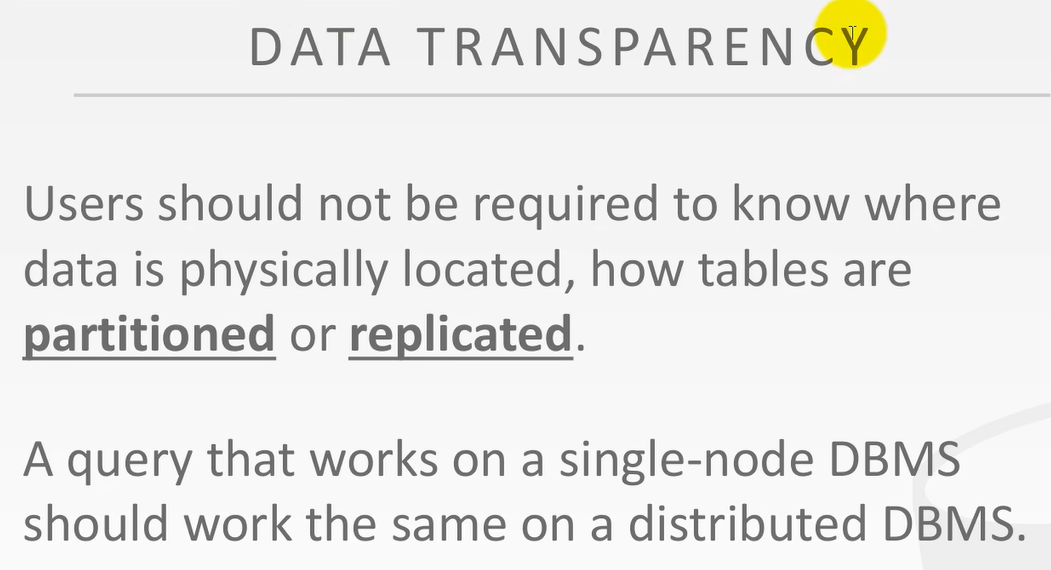 DATA TRANSPARENCY
Users should not be required to know where
data is physically located, how tables are
partitioned or replicated.
A query that works on a single-node DBMS
should work the same on a distributed DBMS.